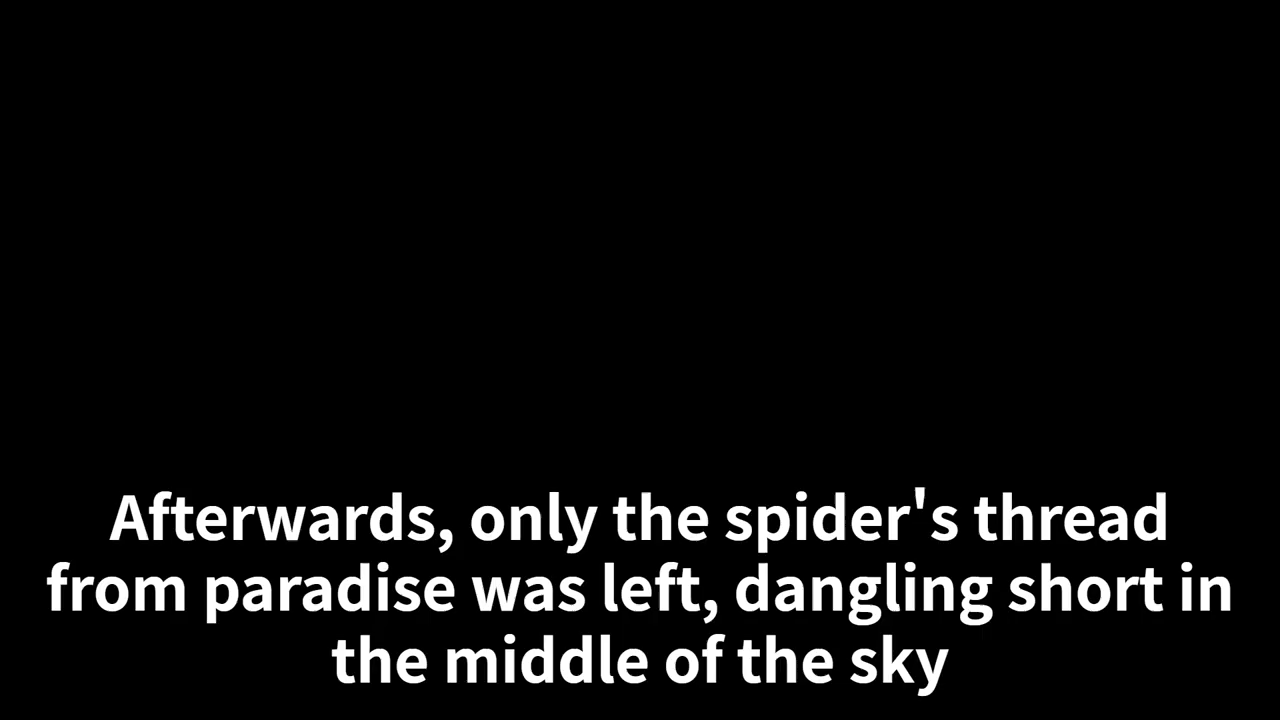 Afterwards, only the spider's thread
from paradise was left, dangling short in
the middle of the sky